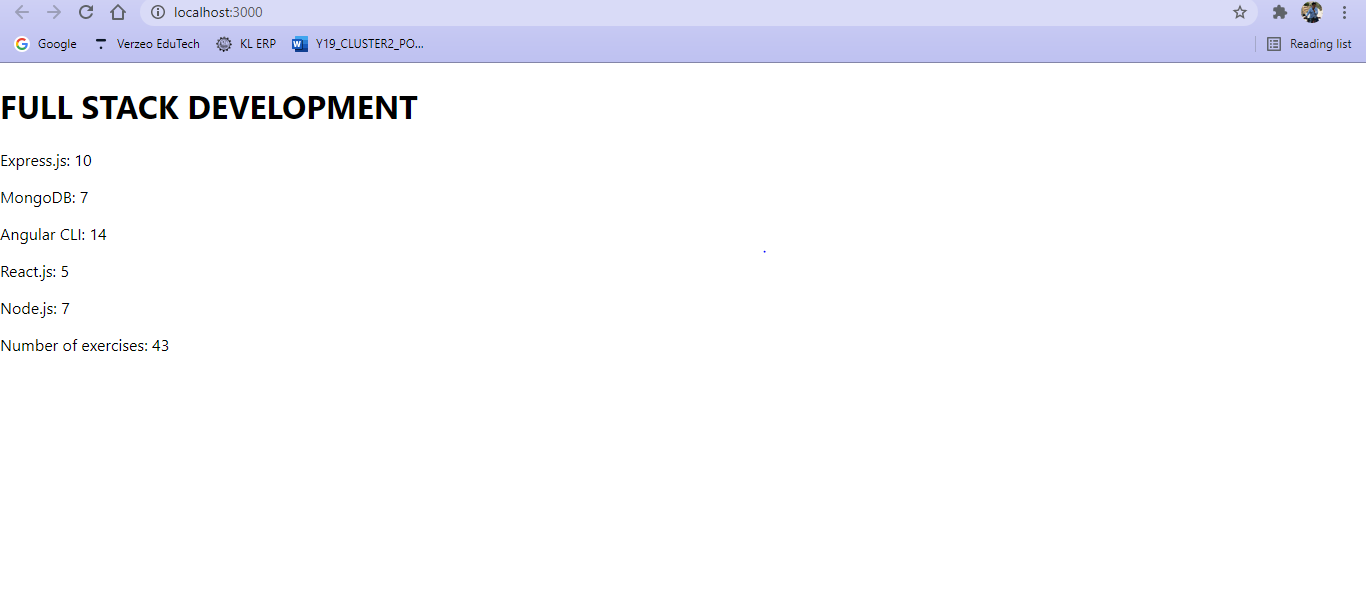 localhost:3000
Google Verzeo EduTech KL ERP Y19_CLUSTER2_PO... Reading list
FULL STACK DEVELOPMENT
Express.js: 10
MongoDB: 7
Angular CLI: 14
React.js: 5
Node.js: 7
Number of exercises: 43